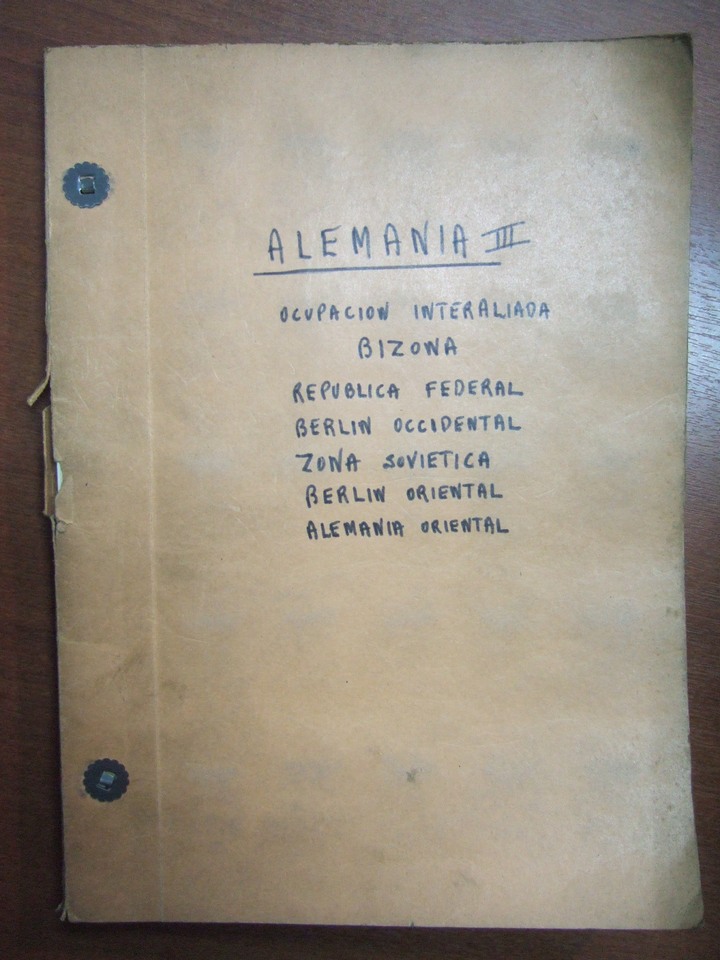 ALEMANIA III
OCUPACION INTERALIADA
BIZONA
REPUBLICA FEDERAL
BERLIN OCCIDENTAL
ZONA SOVIETICA
BERLIN ORIENTAL
ALEMANIA ORIENTAL